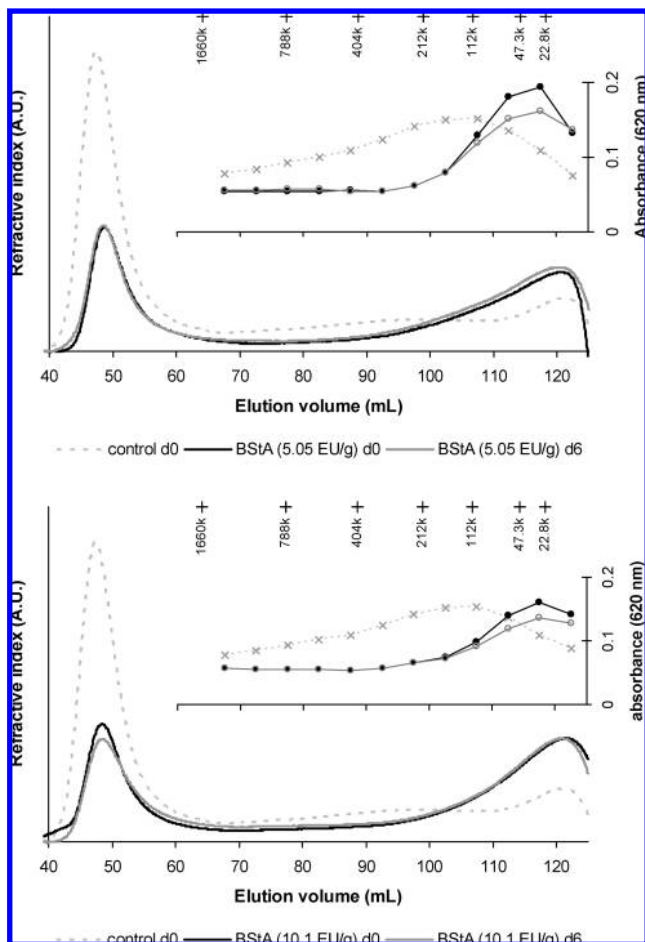 1660k 788k 404k 212k 112k 47.3k 22.8k
Refractive index (A.U.)
0.2
0.1
0
Absorbance (620 nm)
40 50 60 70 80 90 100 110 120
Elution volume (mL)
control d0 BStA (5.05 EU/g) d0 BStA (5.05 EU/g) d6
1660k 788k 404k 212k 112k 47.3k 22.8k
Refractive index (A.U.)
0.2
0.1
0
absorbance (620 nm)
40 50 60 70 80 90 100 110 120
Elution volume (mL)
control d0 BStA (10.1 EU/g) d0 BStA (10.1 EU/g) d6